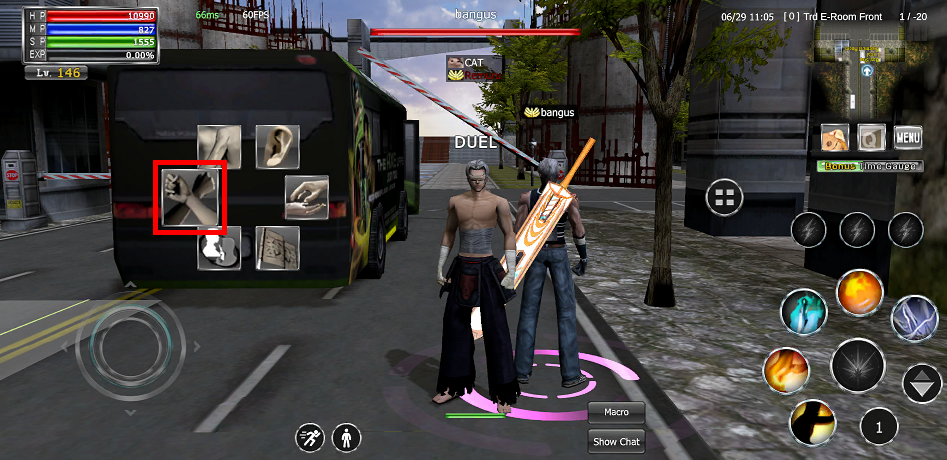 H P 10990
M P 827
S P 1555
EXP 0.00%
Lv. 146
66ms
60FPS
bangus
06/29 11:05 [ 0 ] Trd E-Room Front 1 / -20
CAT
bangus
DUEL
MENU
Bonus Time Gauge
STOP
Macro
Show Chat
1